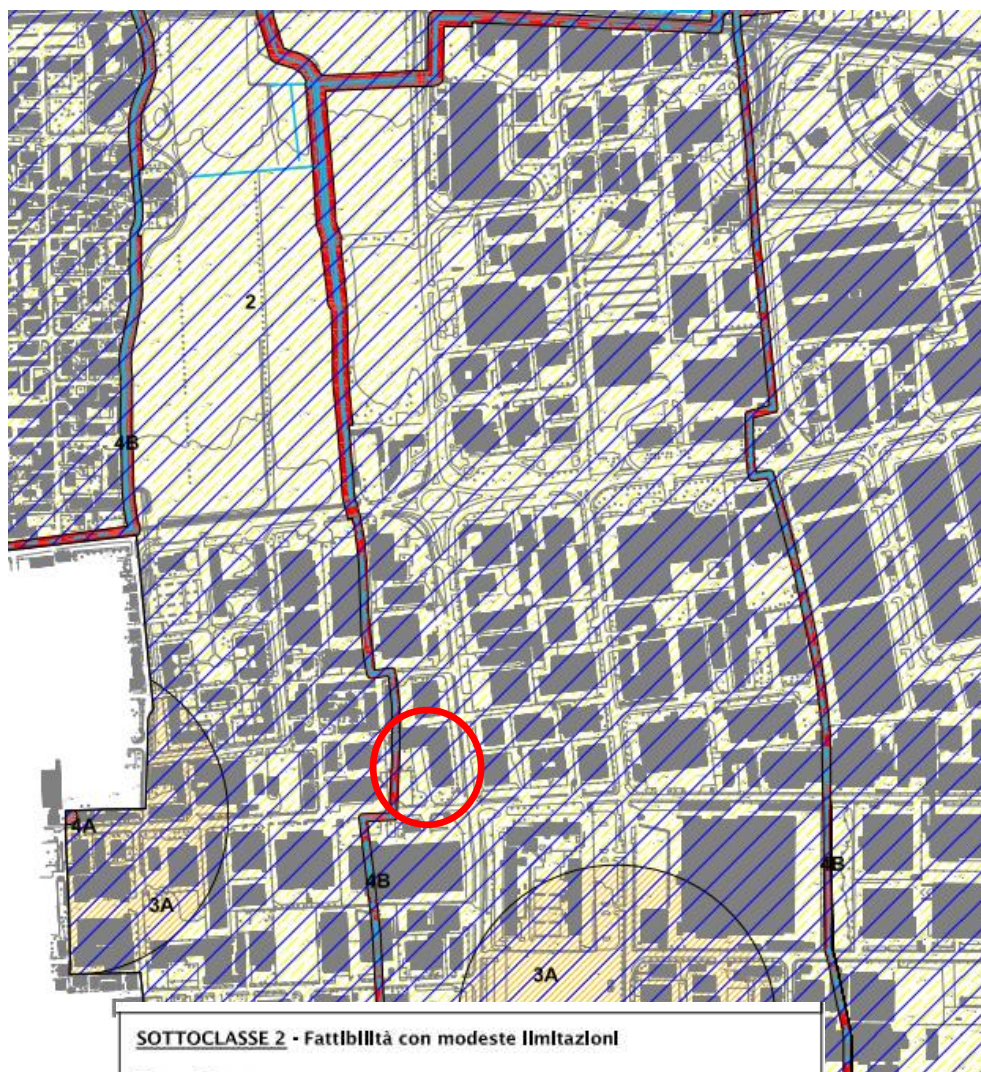 2
4B
4A
4B
4B
3A
3A
SOTTOCLASSE 2 - Fattibilità con modeste limitazioni